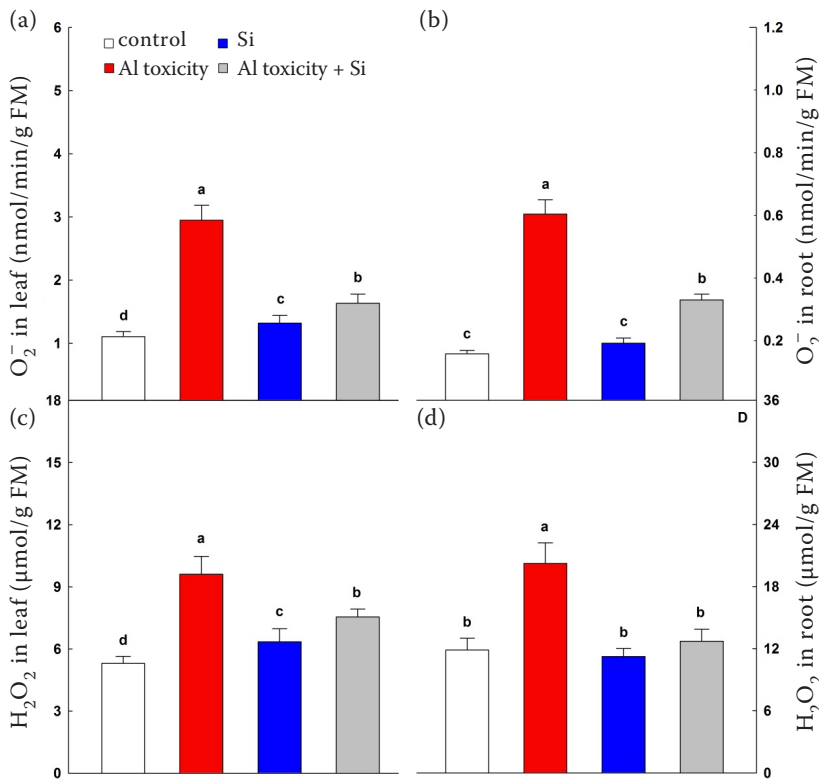 (a)
(b)
control
Si
Al toxicity
Al toxicity + Si
6
5
4
3
2
1
O₂⁻ in leaf (nmol/min/g FM)
d
a
c
b
1.2
1.0
0.8
0.6
0.4
0.2
O₂⁻ in root (nmol/min/g FM)
c
a
c
b
(c)
(d)
D
18
15
12
9
6
3
0
H₂O₂ in leaf (µmol/g FM)
d
a
c
b
36
30
24
18
12
6
0
H₂O₂ in root (µmol/g FM)
b
a
b
b